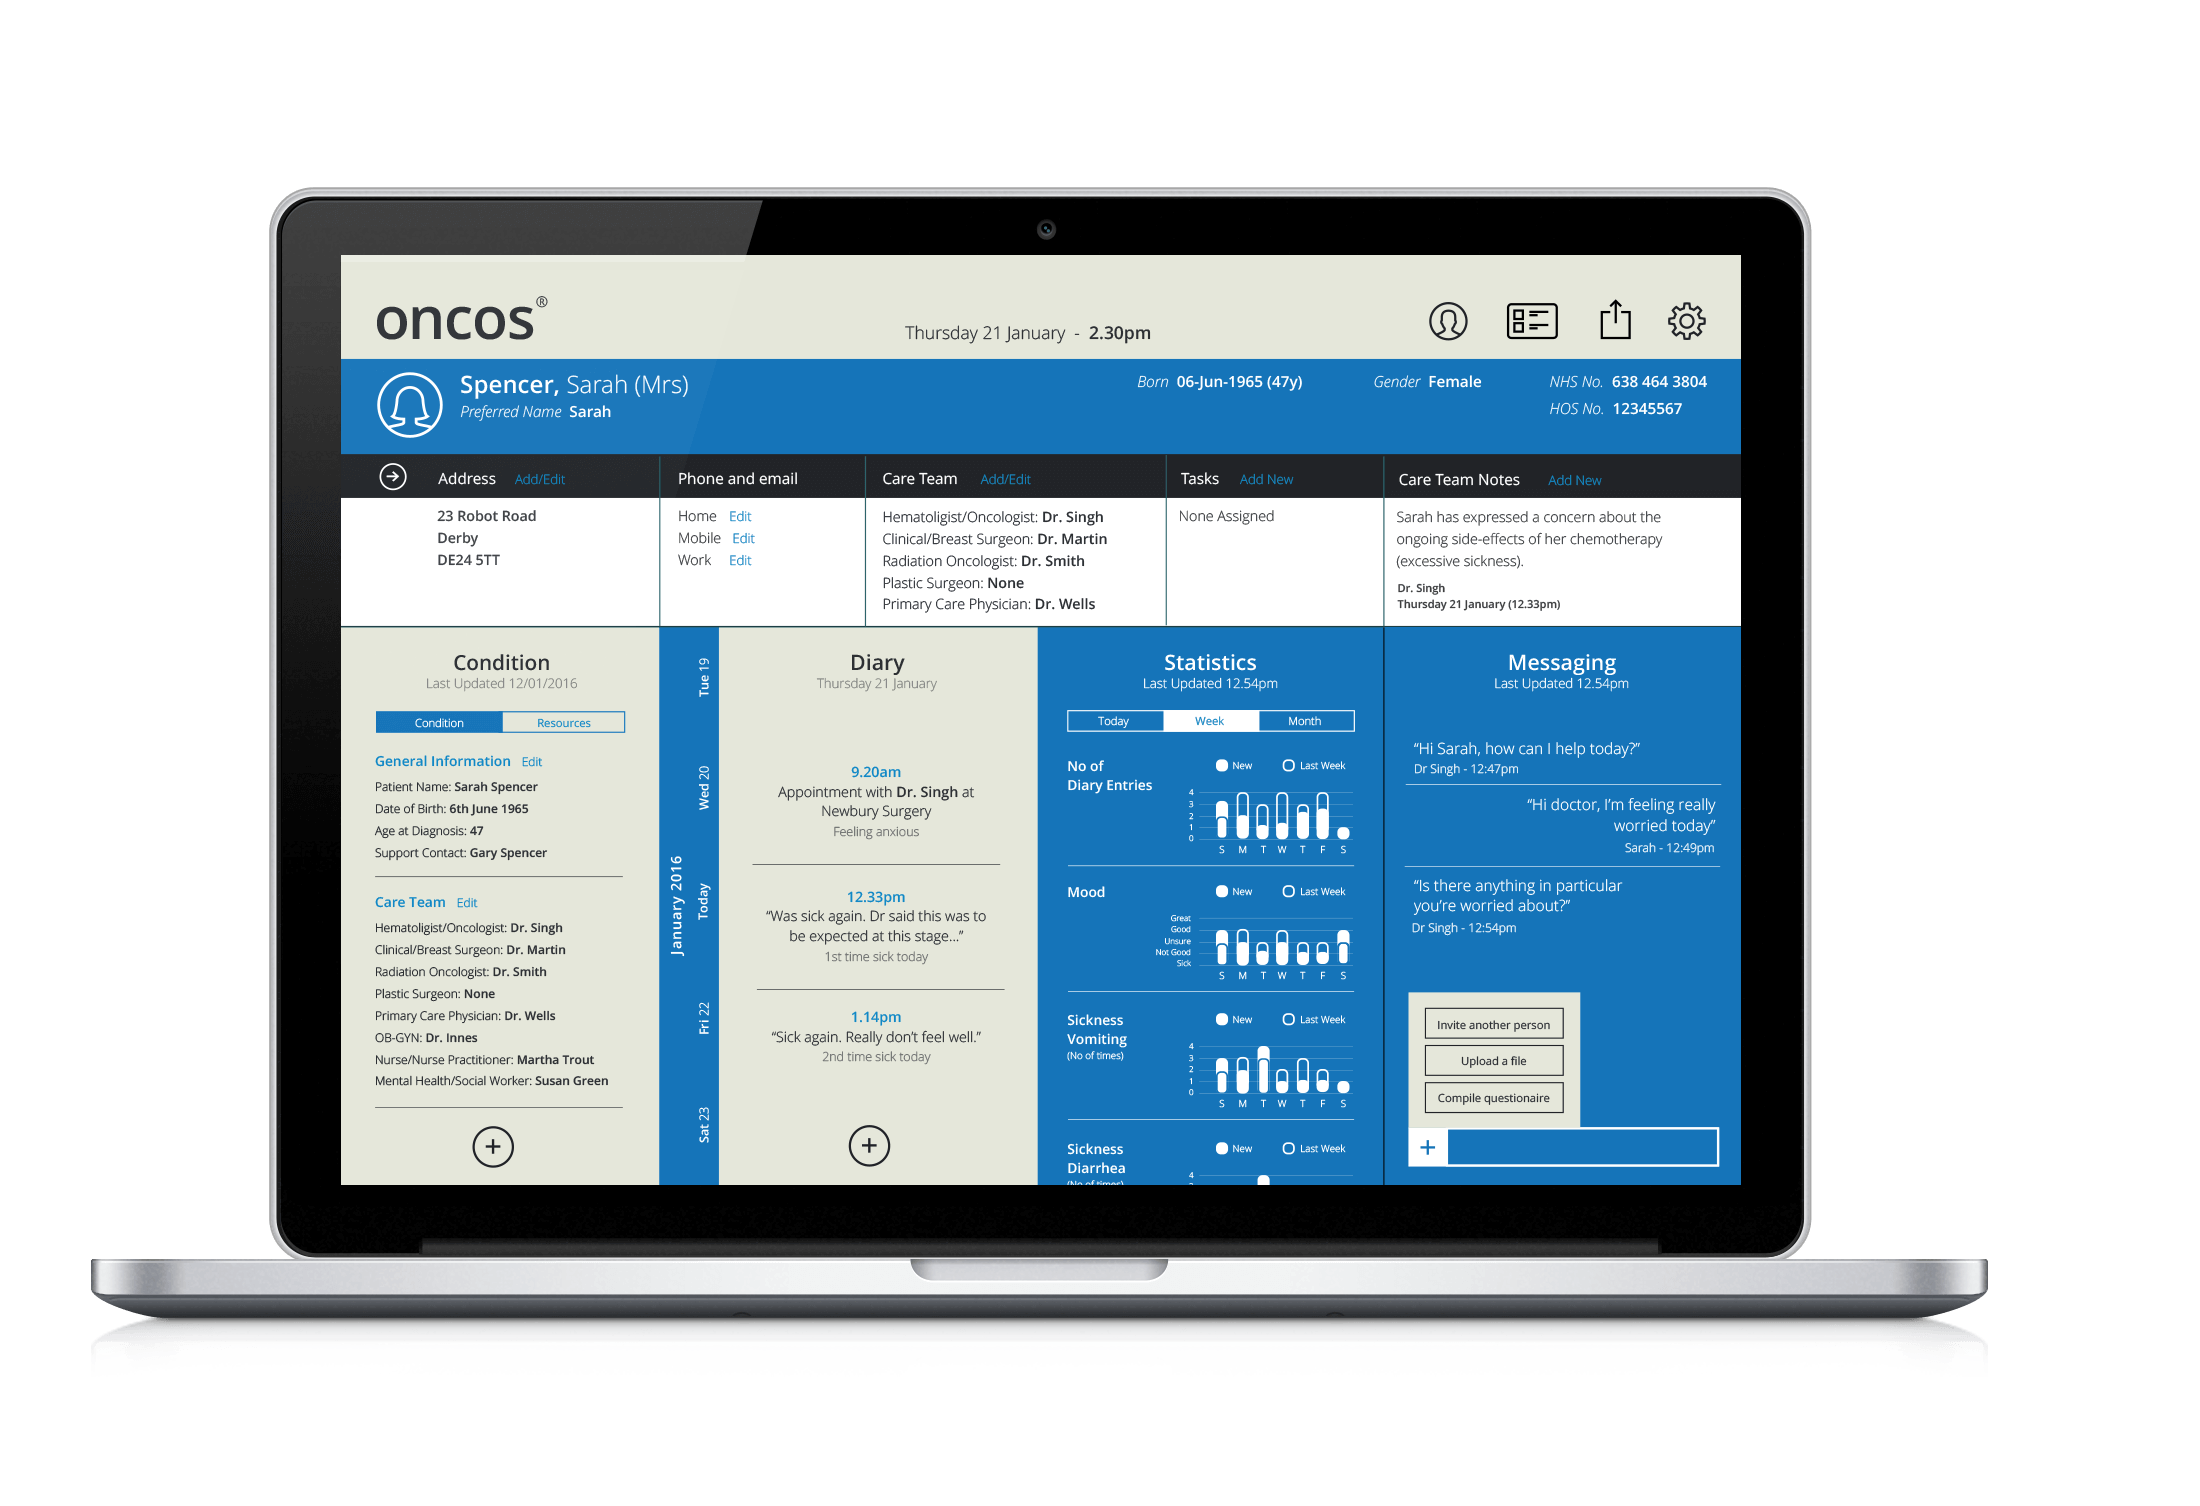 oncos®
Thursday 21 January - 2.30pm
Spencer, Sarah (Mrs)
Preferred Name Sarah
Born 06-Jun-1965 (47y)
Gender Female
NHS No. 638 464 3804
HOS No. 12345567
Address Add/Edit
23 Robot Road
Derby
DE24 5TT
Phone and email
Home Edit
Mobile Edit
Work Edit
Care Team Add/Edit
Hematoligist/Oncologist: Dr. Singh
Clinical/Breast Surgeon: Dr. Martin
Radiation Oncologist: Dr. Smith
Plastic Surgeon: None
Primary Care Physician: Dr. Wells
Tasks Add New
None Assigned
Care Team Notes Add New
Sarah has expressed a concern about the
ongoing side-effects of her chemotherapy
(excessive sickness).
Dr. Singh
Thursday 21 January (12.33pm)
Condition
Last Updated 12/01/2016
Condition Resources
General Information Edit
Patient Name: Sarah Spencer
Date of Birth: 6th June 1965
Age at Diagnosis: 47
Support Contact: Gary Spencer
Care Team Edit
Hematoligist/Oncologist: Dr. Singh
Clinical/Breast Surgeon: Dr. Martin
Radiation Oncologist: Dr. Smith
Plastic Surgeon: None
Primary Care Physician: Dr. Wells
OB-GYN: Dr. Innes
Nurse/Nurse Practitioner: Martha Trout
Mental Health/Social Worker: Susan Green
+
January 2016
Tue 19
Wed 20
Today
Fri 22
Sat 23
Diary
Thursday 21 January
9.20am
Appointment with Dr. Singh at
Newbury Surgery
Feeling anxious
12.33pm
“Was sick again. Dr said this was to
be expected at this stage...”
1st time sick today
1.14pm
“Sick again. Really don’t feel well.”
2nd time sick today
+
Statistics
Last Updated 12.54pm
Today Week Month
No of
Diary Entries
New Last Week
4
3
2
1
0
S M T W T F S
Mood
New Last Week
Great
Good
Unsure
Not Good
Sick
S M T W T F S
Sickness
Vomiting
(No of times)
New Last Week
4
3
2
1
0
S M T W T F S
Sickness
Diarrhea
(No of times)
New Last Week
4
Messaging
Last Updated 12.54pm
“Hi Sarah, how can I help today?”
Dr Singh - 12:47pm
“Hi doctor, I’m feeling really
worried today”
Sarah - 12:49pm
“Is there anything in particular
you’re worried about?”
Dr Singh - 12:54pm
Invite another person
Upload a file
Compile questionaire
+